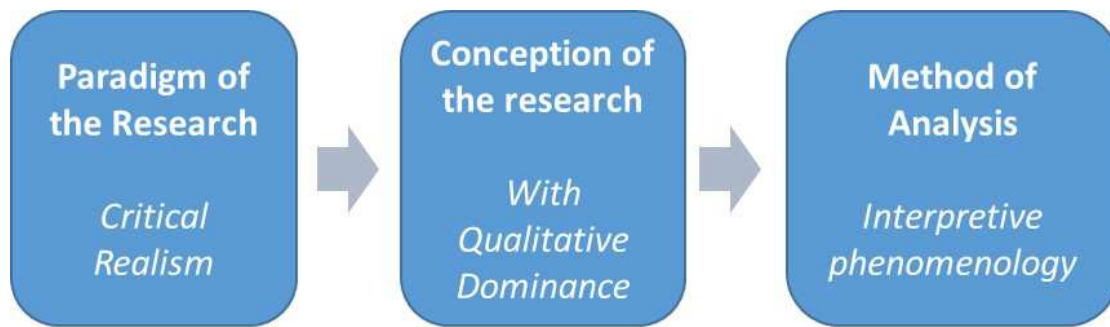 Paradigm of
the Research
Critical
Realism
Conception of
the research
With
Qualitative
Dominance
Method of
Analysis
Interpretive
phenomenology